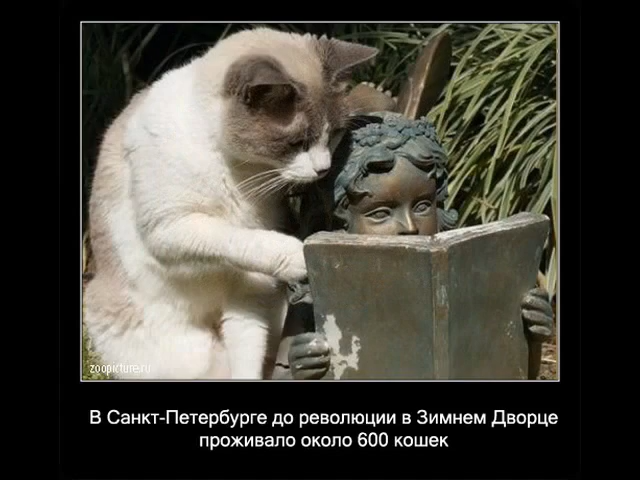 zoopicture.ru
В Санкт-Петербурге до революции в Зимнем Дворце
проживало около 600 кошек